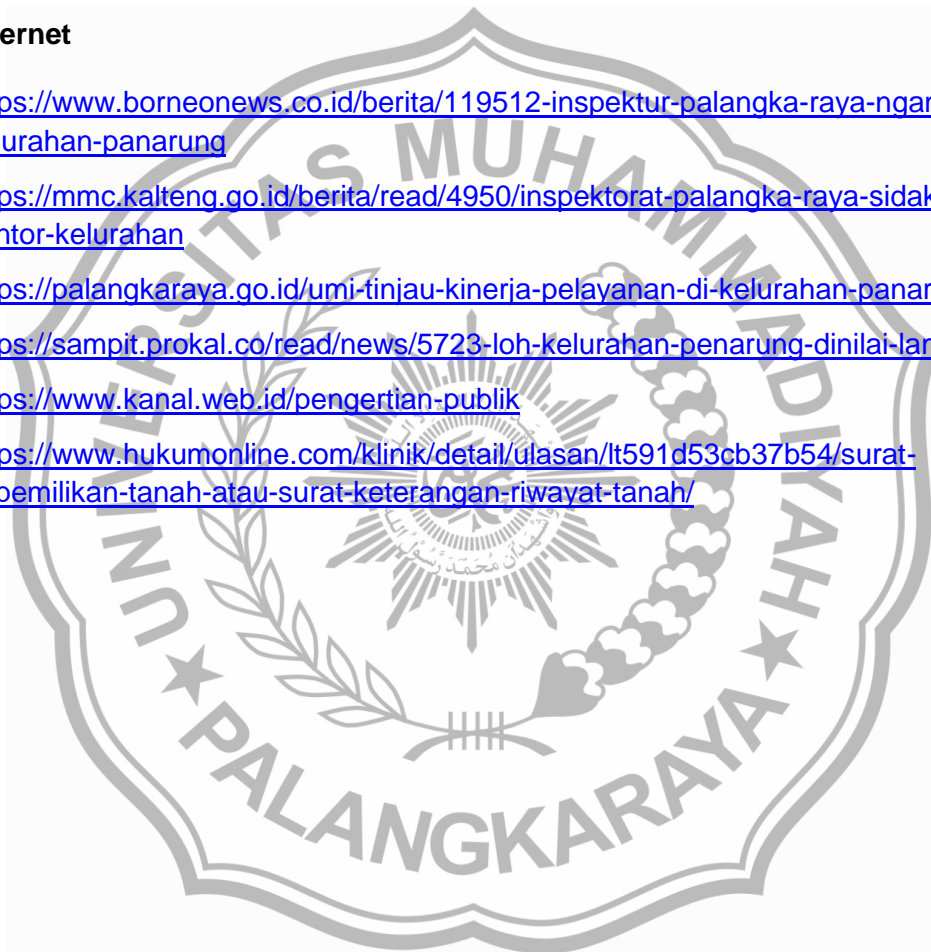 ernet
ps://www.borneonews.co.id/berita/119512-inspektur-palangka-raya-ngar
urahan-panarung
ps://mmc.kalteng.go.id/berita/read/4950/inspektorat-palangka-raya-sidak
ntor-kelurahan
ps://palangkaraya.go.id/umi-tinjau-kinerja-pelayanan-di-kelurahan-panar
ps://sampit.prokal.co/read/news/5723-loh-kelurahan-penarung-dinilai-lan
ps://www.kanal.web.id/pengertian-publik
ps://www.hukumonline.com/klinik/detail/ulasan/lt591d53cb37b54/surat-
pemilikan-tanah-atau-surat-keterangan-riwayat-tanah/
UNIVERSITAS MUHAMMADIYAH
PALANGKARAYA